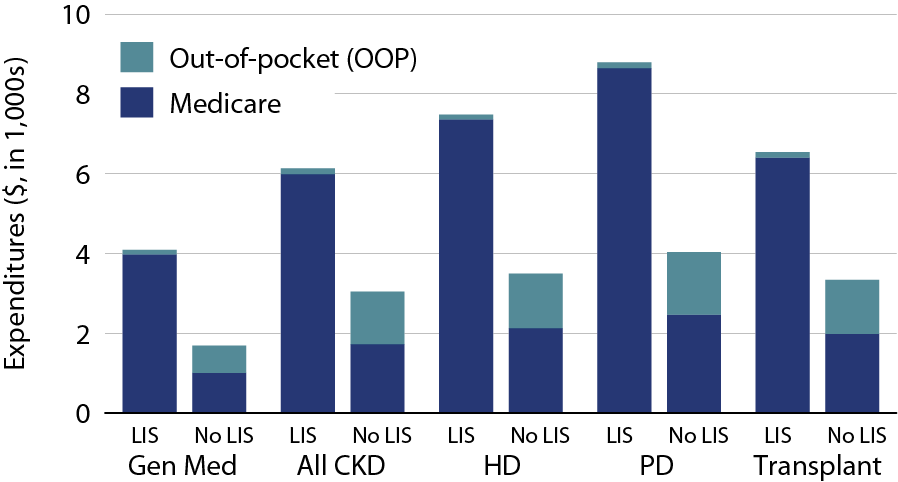 Expenditures ($, in 1,000s)
10
8
6
4
2
0
Out-of-pocket (OOP)
Medicare
LIS No LIS LIS No LIS LIS No LIS LIS No LIS LIS No LIS
Gen Med All CKD HD PD Transplant